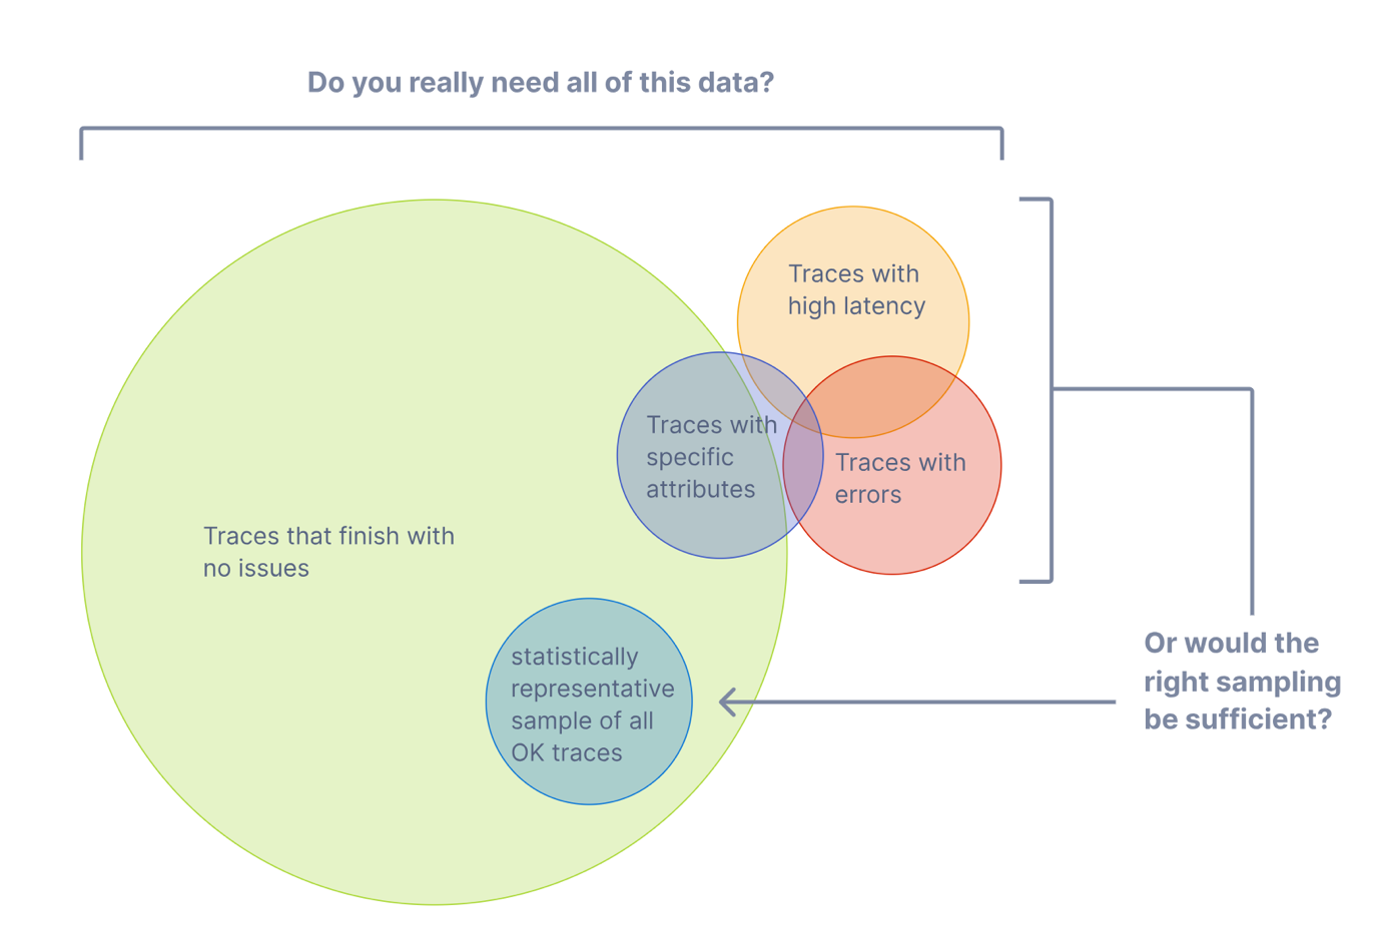 Do you really need all of this data?
Traces with
high latency
Traces with
specific
attributes
Traces with
errors
Traces that finish with
no issues
statistically
representative
sample of all
OK traces
Or would the
right sampling
be sufficient?